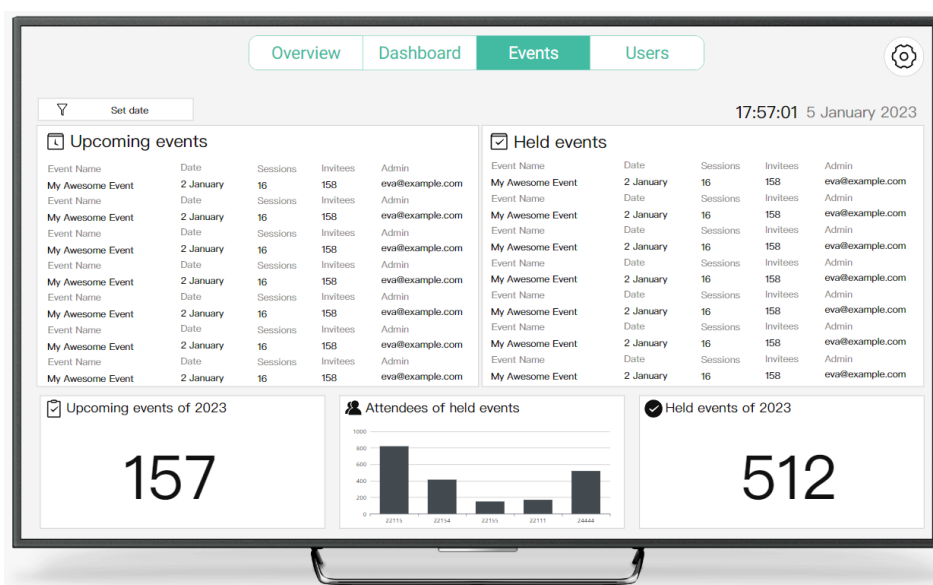 Overview Dashboard Events Users
Set date
17:57:01 5 January 2023
Upcoming events
Event Name Date Sessions Invitees Admin
My Awesome Event 2 January 16 158 eva@example.com
Event Name Date Sessions Invitees Admin
My Awesome Event 2 January 16 158 eva@example.com
Event Name Date Sessions Invitees Admin
My Awesome Event 2 January 16 158 eva@example.com
Event Name Date Sessions Invitees Admin
My Awesome Event 2 January 16 158 eva@example.com
Event Name Date Sessions Invitees Admin
My Awesome Event 2 January 16 158 eva@example.com
Event Name Date Sessions Invitees Admin
My Awesome Event 2 January 16 158 eva@example.com
Event Name Date Sessions Invitees Admin
My Awesome Event 2 January 16 158 eva@example.com
Held events
Event Name Date Sessions Invitees Admin
My Awesome Event 2 January 16 158 eva@example.com
Event Name Date Sessions Invitees Admin
My Awesome Event 2 January 16 158 eva@example.com
Event Name Date Sessions Invitees Admin
My Awesome Event 2 January 16 158 eva@example.com
Event Name Date Sessions Invitees Admin
My Awesome Event 2 January 16 158 eva@example.com
Event Name Date Sessions Invitees Admin
My Awesome Event 2 January 16 158 eva@example.com
Event Name Date Sessions Invitees Admin
My Awesome Event 2 January 16 158 eva@example.com
Event Name Date Sessions Invitees Admin
My Awesome Event 2 January 16 158 eva@example.com
Upcoming events of 2023
157
Attendees of held events
1000
800
600
400
200
0
22115 22154 22155 22111 24444
Held events of 2023
512